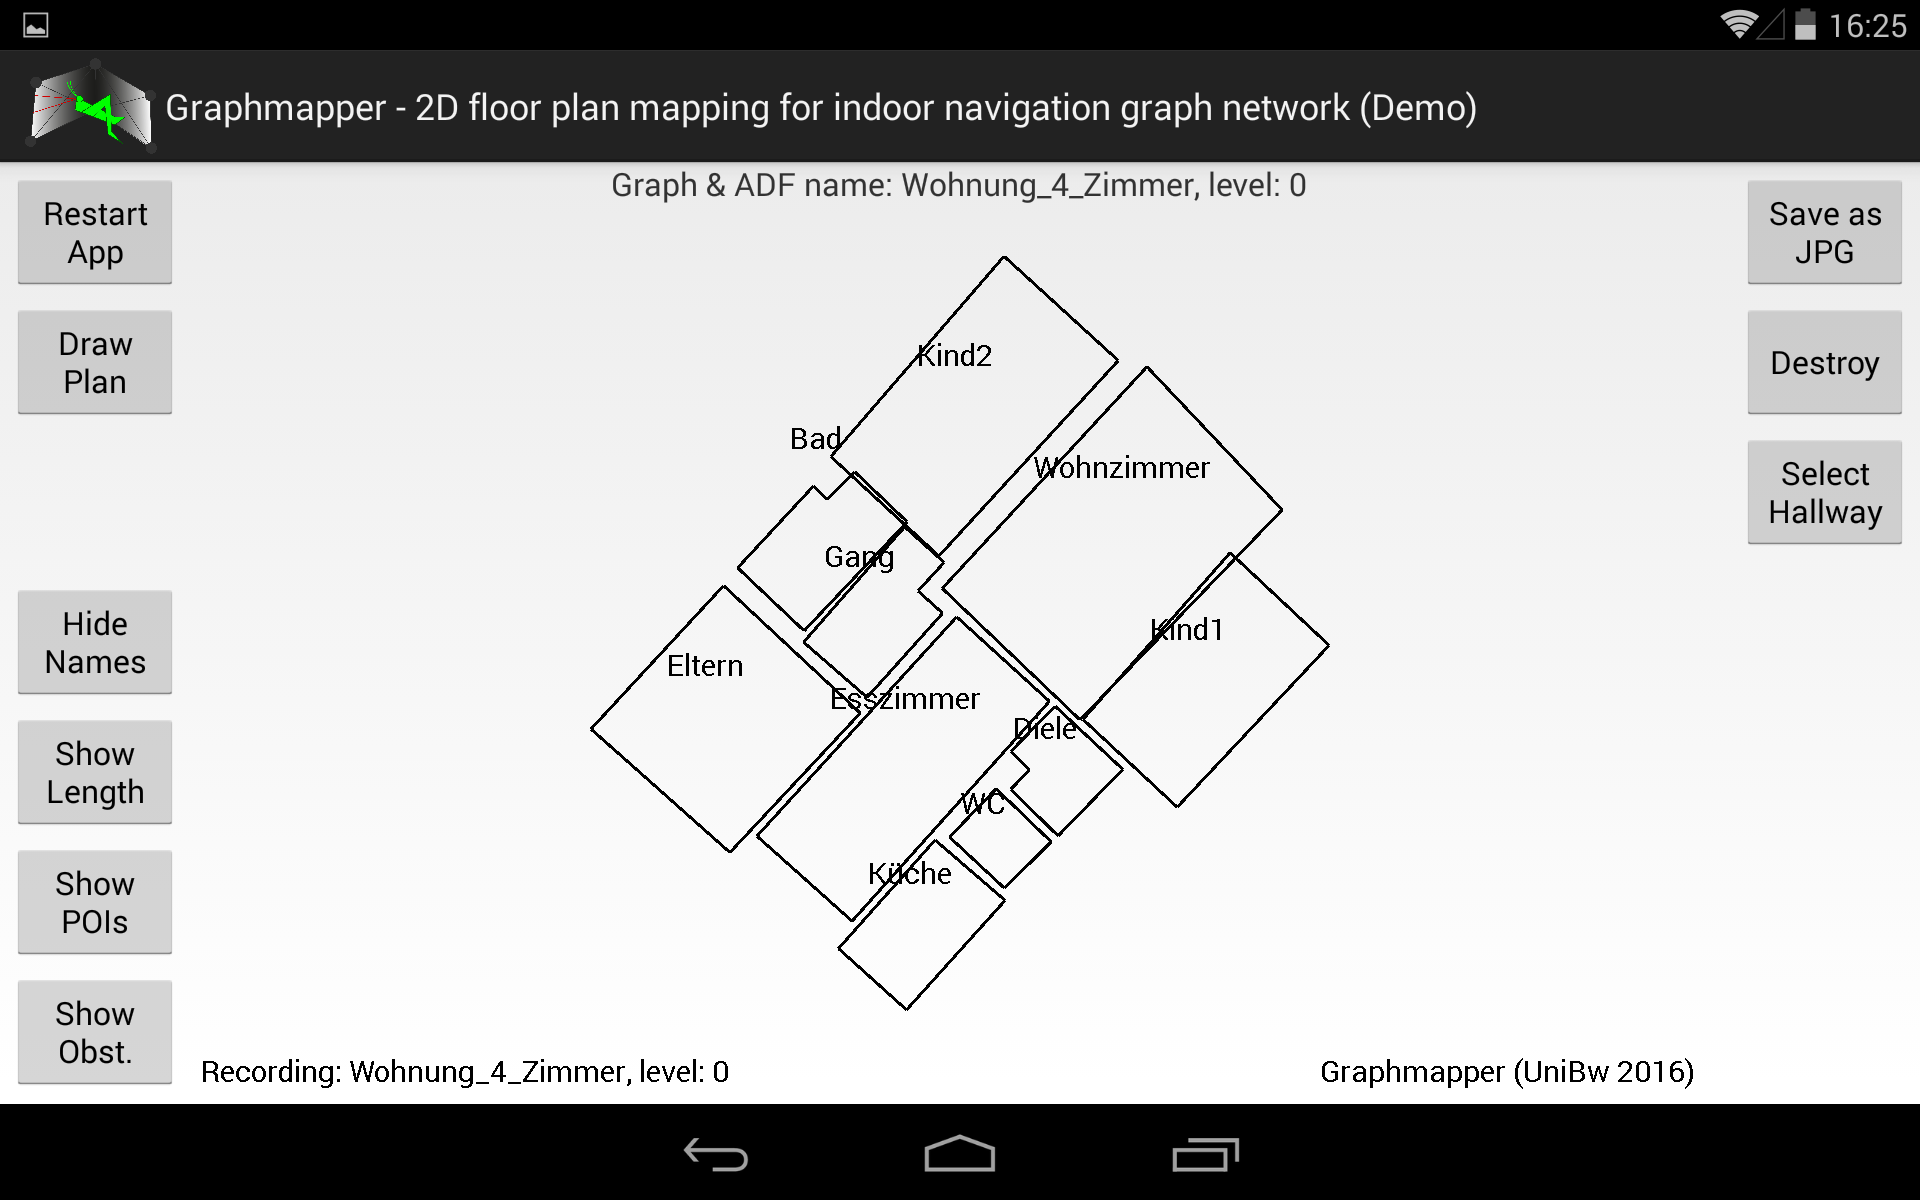 16:25
Graphmapper - 2D floor plan mapping for indoor navigation graph network (Demo)
Graph & ADF name: Wohnung_4_Zimmer, level: 0
Restart
App
Draw
Plan
Hide
Names
Show
Length
Show
POIs
Show
Obst.
Kind2
Bad
Wohnzimmer
Gang
Kind1
Eltern
Esszimmer
Diele
WC
Küche
Save as
JPG
Destroy
Select
Hallway
Recording: Wohnung_4_Zimmer, level: 0
Graphmapper (UniBw 2016)